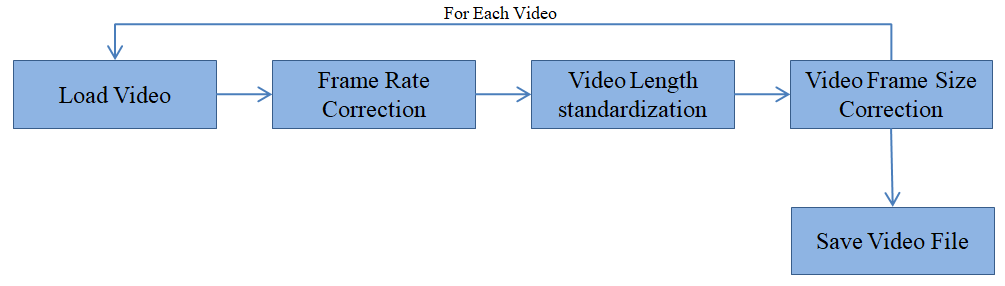 For Each Video
Load Video
Frame Rate
Correction
Video Length
standardization
Video Frame Size
Correction
Save Video File